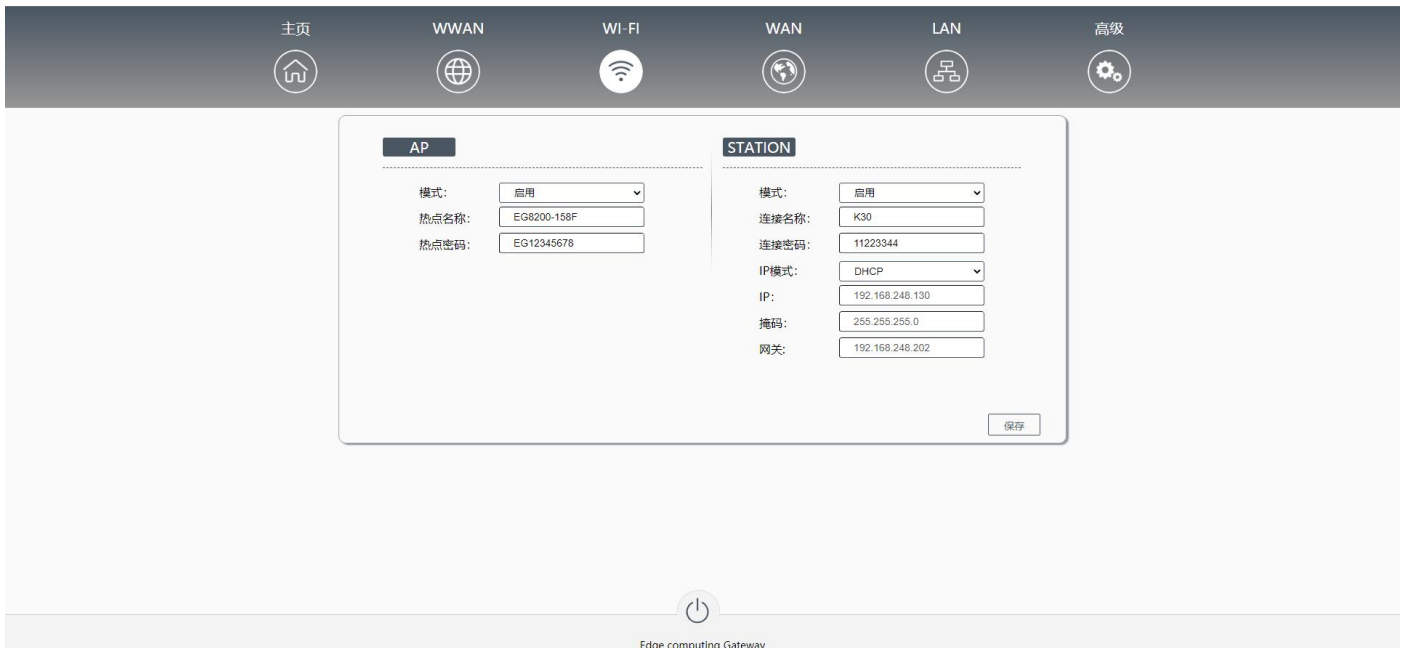 主页 WWAN WI-FI WAN LAN 高级
AP
模式: 启用
热点名称: EG8200-158F
热点密码: EG12345678
STATION
模式: 启用
连接名称: K30
连接密码: 11223344
IP模式: DHCP
IP: 192.168.248.130
掩码: 255.255.255.0
网关: 192.168.248.202
保存
Edge computing Gateway